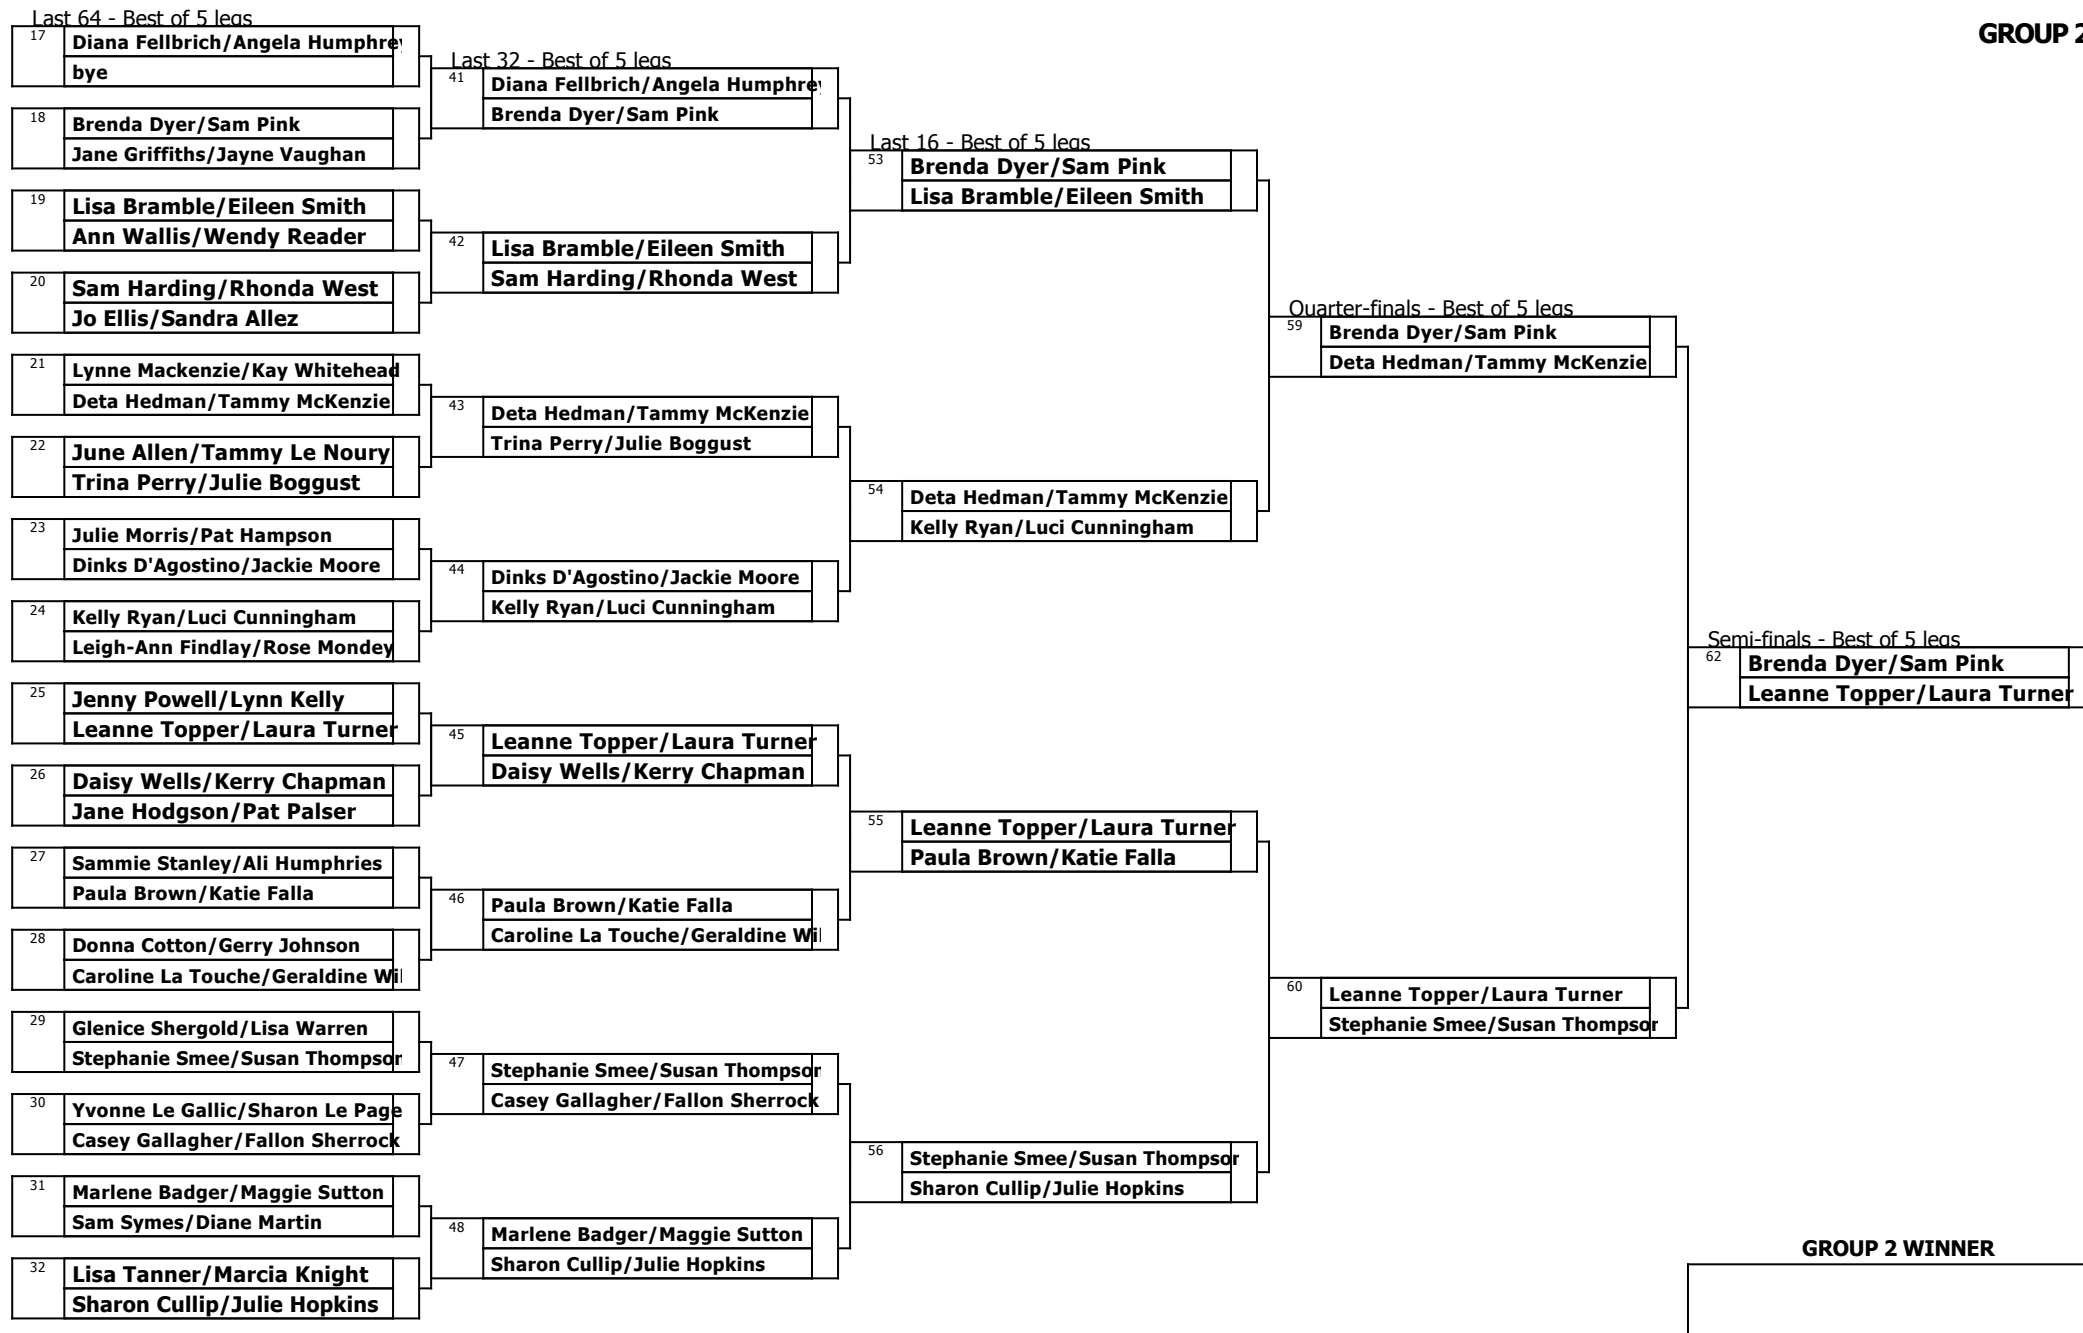 Last 64 - Best of 5 legs
17
Diana Fellbrich/Angela Humphrey
bye
18
Brenda Dyer/Sam Pink
Jane Griffiths/Jayne Vaughan
19
Lisa Bramble/Eileen Smith
Ann Wallis/Wendy Reader
20
Sam Harding/Rhonda West
Jo Ellis/Sandra Allez
21
Lynne Mackenzie/Kay Whitehead
Deta Hedman/Tammy McKenzie
22
June Allen/Tammy Le Noury
Trina Perry/Julie Boggust
23
Julie Morris/Pat Hampson
Dinks D'Agostino/Jackie Moore
24
Kelly Ryan/Luci Cunningham
Leigh-Ann Findlay/Rose Mondey
25
Jenny Powell/Lynn Kelly
Leanne Topper/Laura Turner
26
Daisy Wells/Kerry Chapman
Jane Hodgson/Pat Palser
27
Sammie Stanley/Ali Humphries
Paula Brown/Katie Falla
28
Donna Cotton/Gerry Johnson
Caroline La Touche/Geraldine Wil
29
Glenice Shergold/Lisa Warren
Stephanie Smee/Susan Thompson
30
Yvonne Le Gallic/Sharon Le Page
Casey Gallagher/Fallon Sherrock
31
Marlene Badger/Maggie Sutton
Sam Symes/Diane Martin
32
Lisa Tanner/Marcia Knight
Sharon Cullip/Julie Hopkins
Last 32 - Best of 5 legs
41
Diana Fellbrich/Angela Humphrey
Brenda Dyer/Sam Pink
42
Lisa Bramble/Eileen Smith
Sam Harding/Rhonda West
43
Deta Hedman/Tammy McKenzie
Trina Perry/Julie Boggust
44
Dinks D'Agostino/Jackie Moore
Kelly Ryan/Luci Cunningham
45
Leanne Topper/Laura Turner
Daisy Wells/Kerry Chapman
46
Paula Brown/Katie Falla
Caroline La Touche/Geraldine Wil
47
Stephanie Smee/Susan Thompson
Casey Gallagher/Fallon Sherrock
48
Marlene Badger/Maggie Sutton
Sharon Cullip/Julie Hopkins
Last 16 - Best of 5 legs
53
Brenda Dyer/Sam Pink
Lisa Bramble/Eileen Smith
54
Deta Hedman/Tammy McKenzie
Kelly Ryan/Luci Cunningham
55
Leanne Topper/Laura Turner
Paula Brown/Katie Falla
56
Stephanie Smee/Susan Thompson
Sharon Cullip/Julie Hopkins
Quarter-finals - Best of 5 legs
59
Brenda Dyer/Sam Pink
Deta Hedman/Tammy McKenzie
60
Leanne Topper/Laura Turner
Stephanie Smee/Susan Thompson
GROUP 2
Semi-finals - Best of 5 legs
62
Brenda Dyer/Sam Pink
Leanne Topper/Laura Turner
GROUP 2 WINNER